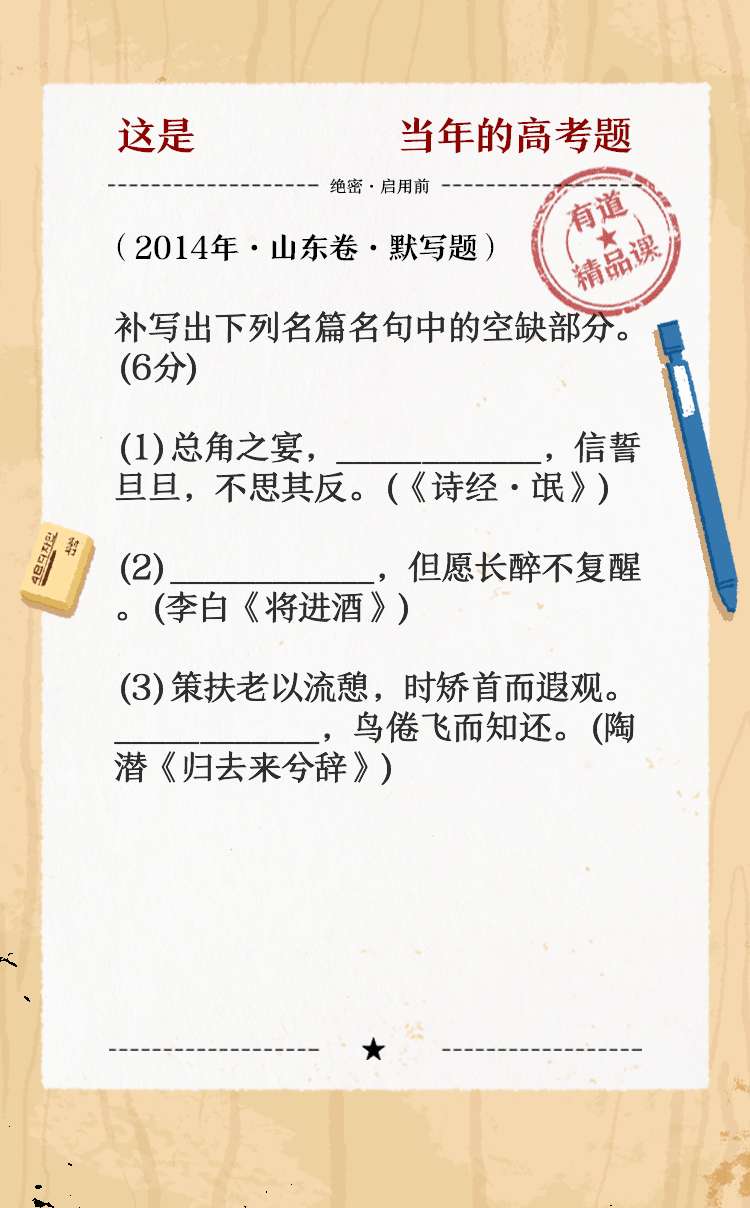 这是 当年的高考题
绝密·启用前
有道
精品课
（2014年·山东卷·默写题）
补写出下列名篇名句中的空缺部分。
(6分)
(1)总角之宴，____________，信誓
旦旦，不思其反。(《诗经·氓》)
(2)____________，但愿长醉不复醒
。(李白《将进酒》)
(3)策扶老以流憩，时矫首而遐观。
____________，鸟倦飞而知还。(陶
潜《归去来兮辞》)